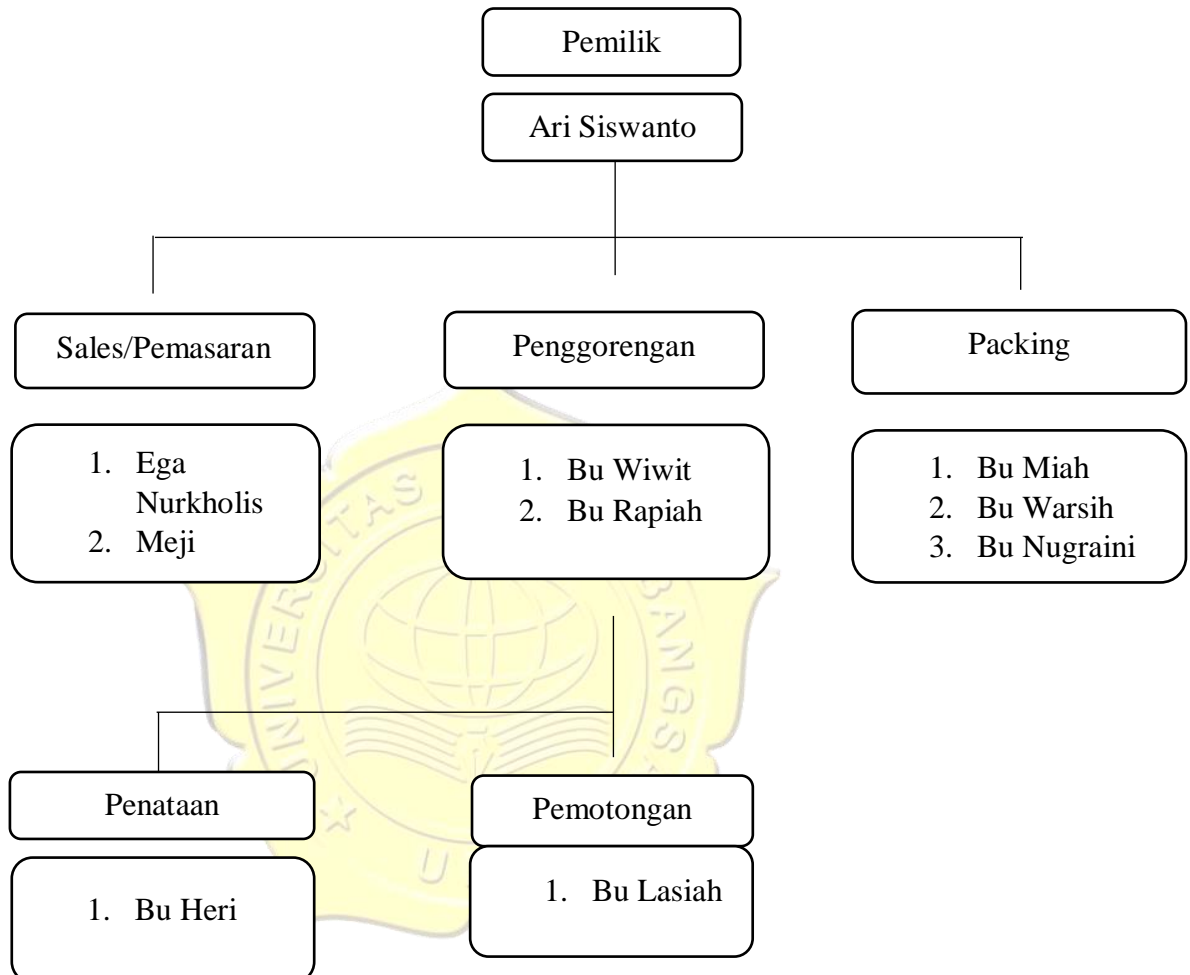 Pemilik
Ari Siswanto
Sales/Pemasaran
Penggorengan
Packing
1. Ega
Nurkholis
2. Meji
1. Bu Wiwit
2. Bu Rapiah
1. Bu Miah
2. Bu Warsih
3. Bu Nugraini
Penataan
Pemotongan
1. Bu Heri
1. Bu Lasiah